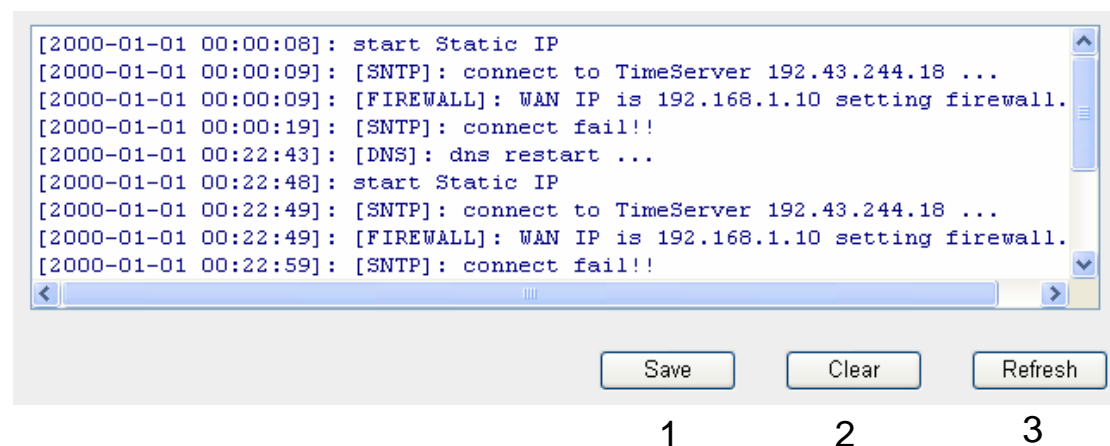 [2000-01-01 00:00:08]: start Static IP
[2000-01-01 00:00:09]: [SNTP]: connect to TimeServer 192.43.244.18 ...
[2000-01-01 00:00:09]: [FIREWALL]: WAN IP is 192.168.1.10 setting firewall.
[2000-01-01 00:00:19]: [SNTP]: connect fail!!
[2000-01-01 00:22:43]: [DNS]: dns restart ...
[2000-01-01 00:22:48]: start Static IP
[2000-01-01 00:22:49]: [SNTP]: connect to TimeServer 192.43.244.18 ...
[2000-01-01 00:22:49]: [FIREWALL]: WAN IP is 192.168.1.10 setting firewall.
[2000-01-01 00:22:59]: [SNTP]: connect fail!!
Save Clear Refresh
1 2 3